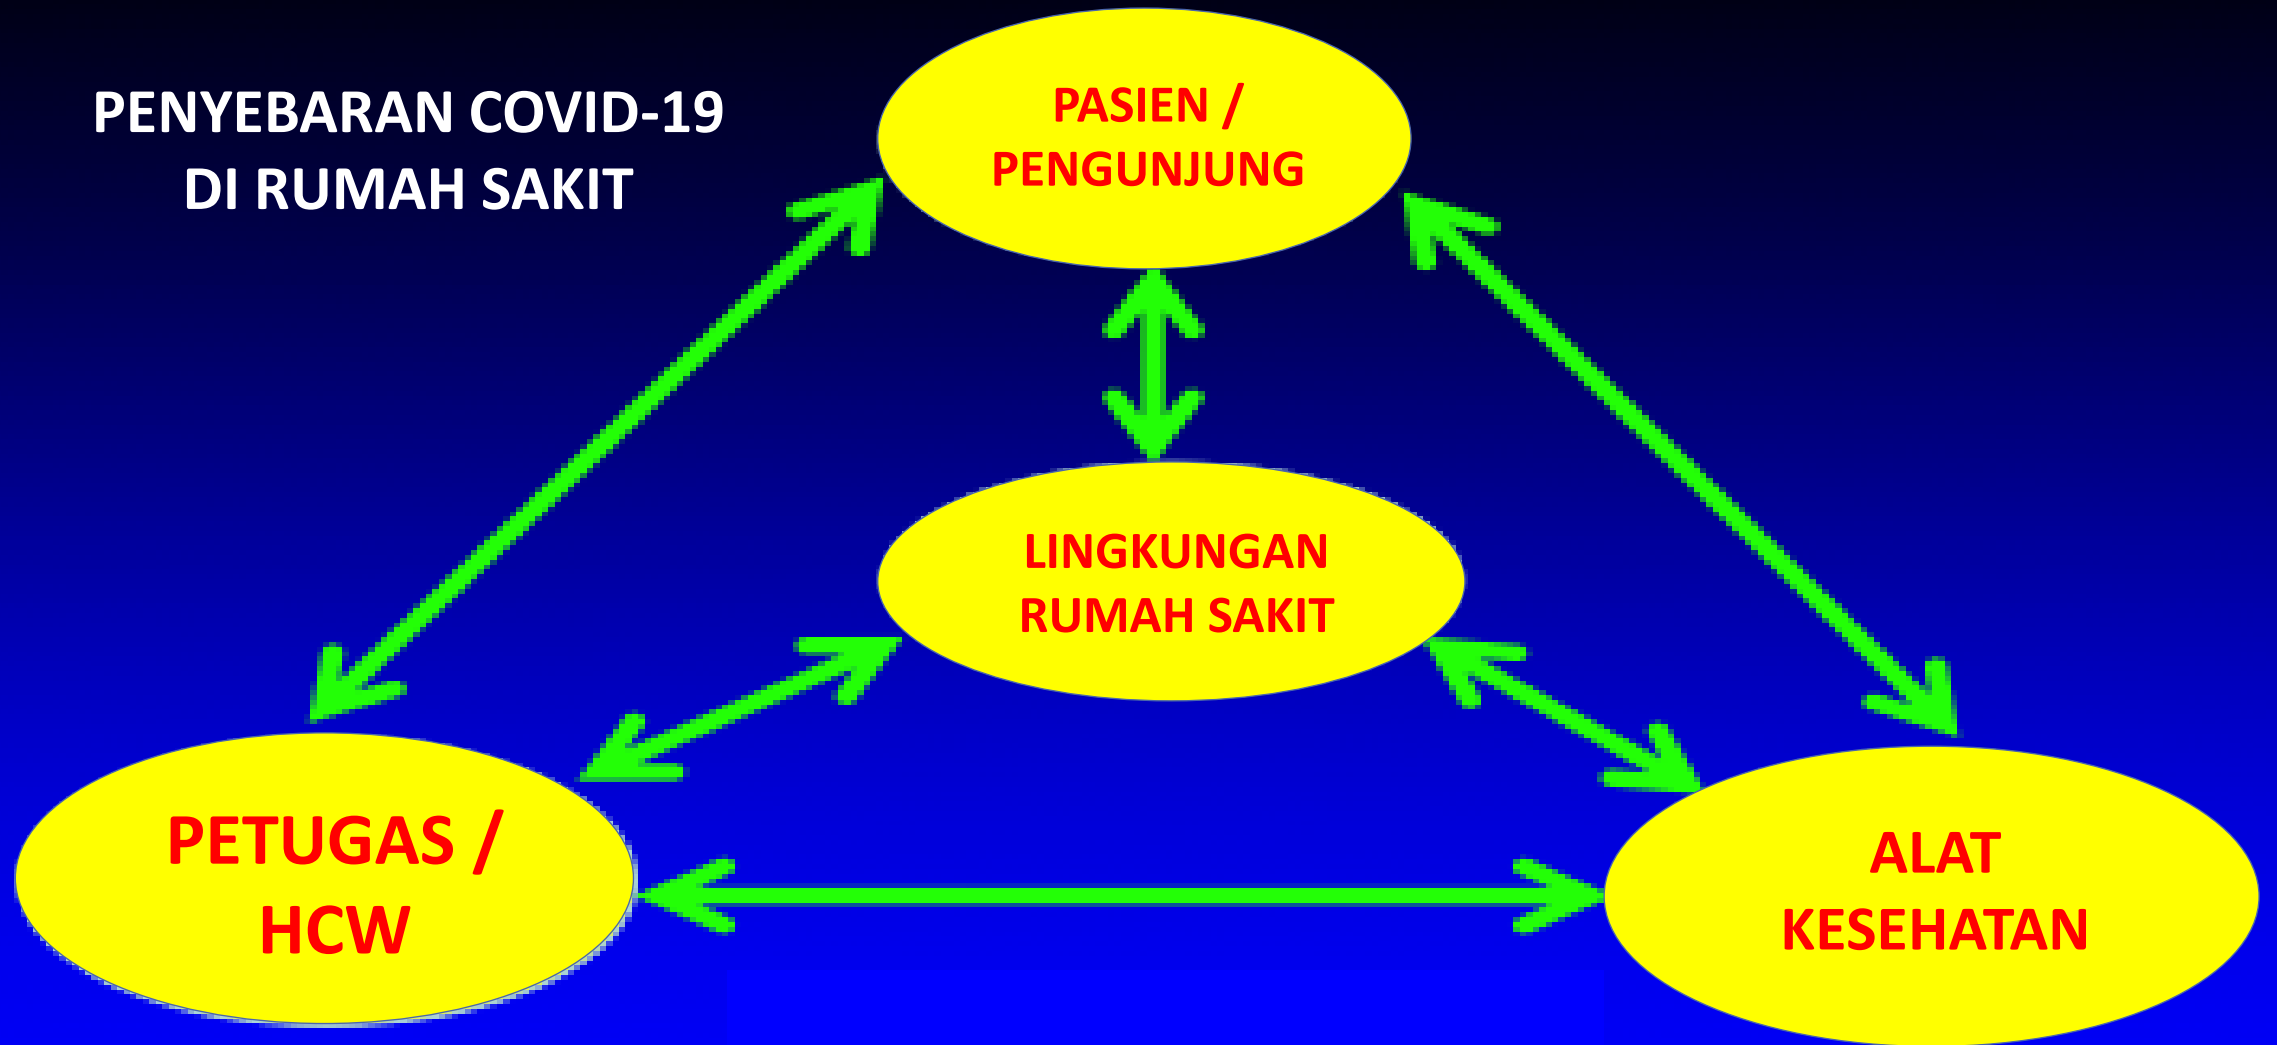 PENYEBARAN COVID-19
DI RUMAH SAKIT
PASIEN /
PENGUNJUNG
LINGKUNGAN
RUMAH SAKIT
PETUGAS /
HCW
ALAT
KESEHATAN